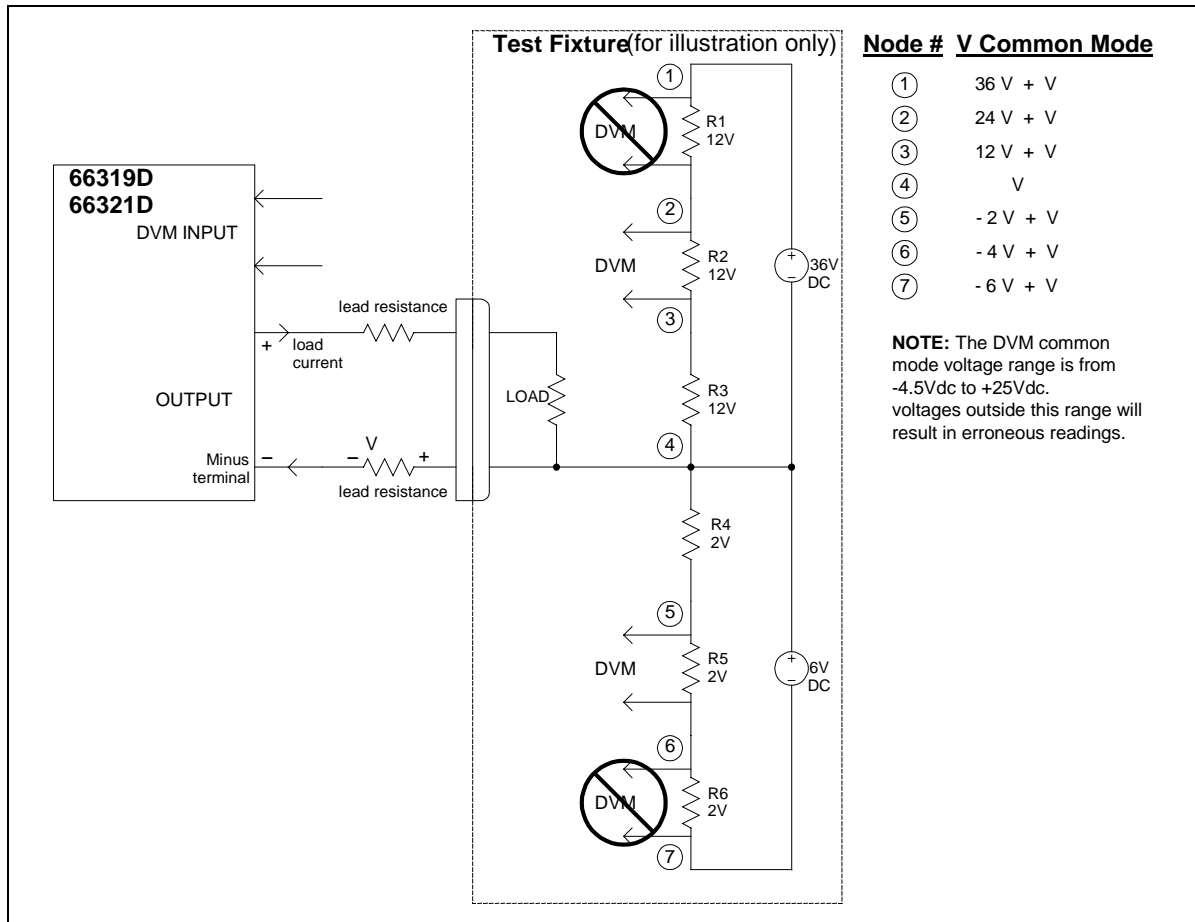 Test Fixture(for illustration only)
Node # V Common Mode
1 36 V + V
2 24 V + V
3 12 V + V
4 V
5 - 2 V + V
6 - 4 V + V
7 - 6 V + V
NOTE: The DVM common
mode voltage range is from
-4.5Vdc to +25Vdc.
voltages outside this range will
result in erroneous readings.
66319D
66321D
DVM INPUT
OUTPUT
Minus
terminal
+
load
current
lead resistance
–
V
–
+
lead resistance
LOAD
1
DVM
R1
12V
2
DVM
R2
12V
3
R3
12V
4
+
–
36V
DC
R4
2V
5
DVM
R5
2V
6
DVM
R6
2V
7
+
–
6V
DC